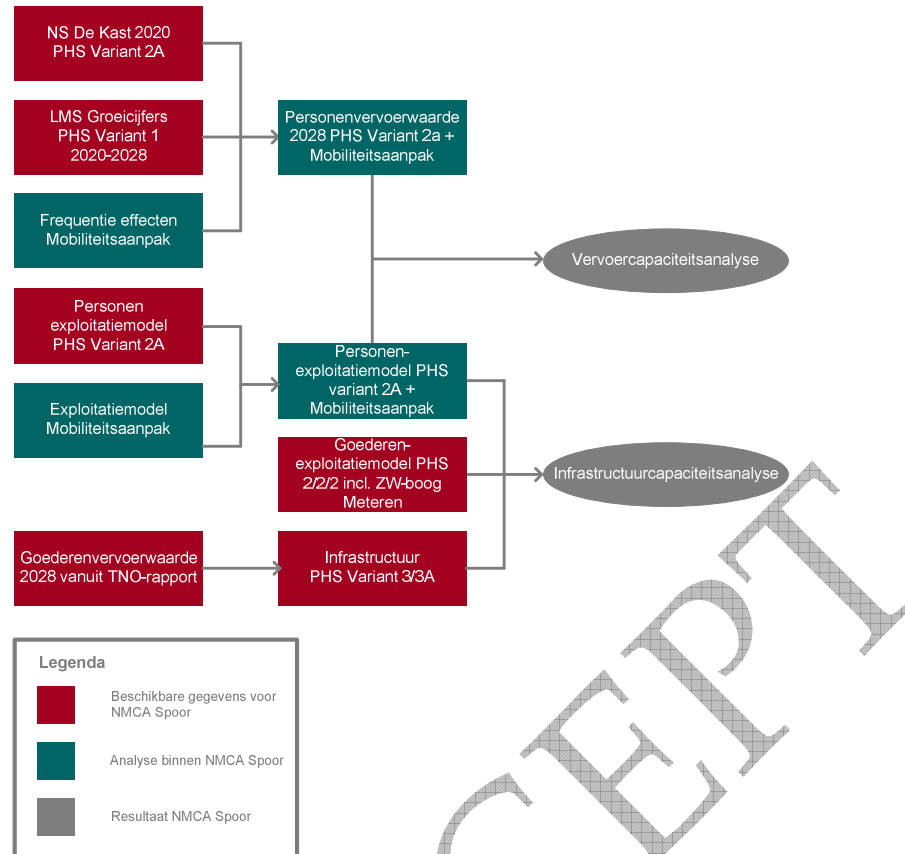 NS De Kast 2020
PHS Variant 2A
LMS Groeicijfers
PHS Variant 1
2020-2028
Personenvervoerwaarde
2028 PHS Variant 2a +
Mobiliteitsaanpak
Frequentie effecten
Mobiliteitsaanpak
Vervoercapaciteitsanalyse
Personen
exploitatiemodel
PHS Variant 2A
Personen-
exploitatiemodel PHS
variant 2A +
Mobiliteitsaanpak
Exploitatiemodel
Mobiliteitsaanpak
Goederen-
exploitatiemodel PHS
2/2/2 incl. ZW-boog
Meteren
Infrastructuurcapaciteitsanalyse
Goederenvervoerwaarde
2028 vanuit TNO-rapport
Infrastructuur
PHS Variant 3/3A
Legenda
Beschikbare gegevens voor
NMCA Spoor
Analyse binnen NMCA Spoor
Resultaat NMCA Spoor
CEPT